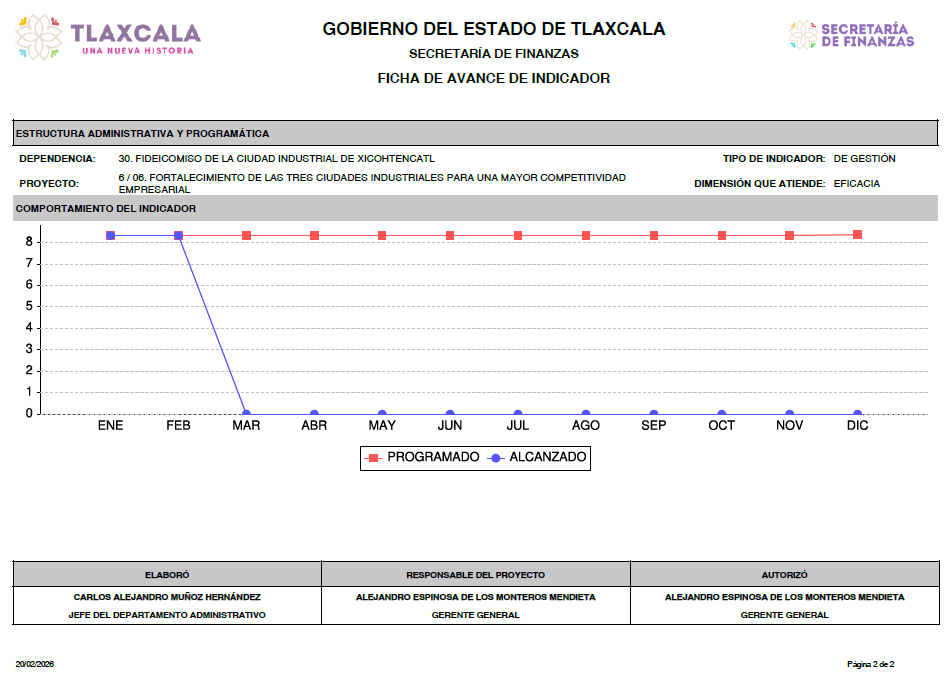 TLAXCALA
UNA NUEVA HISTORIA
GOBIERNO DEL ESTADO DE TLAXCALA
SECRETARÍA DE FINANZAS
FICHA DE AVANCE DE INDICADOR
SECRETARÍA
DE FINANZAS
ESTRUCTURA ADMINISTRATIVA Y PROGRAMÁTICA
DEPENDENCIA: 30. FIDEICOMISO DE LA CIUDAD INDUSTRIAL DE XICOHTENCATL TIPO DE INDICADOR: DE GESTIÓN
PROYECTO: 6 / 06. FORTALECIMIENTO DE LAS TRES CIUDADES INDUSTRIALES PARA UNA MAYOR COMPETITIVIDAD
EMPRESARIAL
DIMENSIÓN QUE ATIENDE: EFICACIA
COMPORTAMIENTO DEL INDICADOR
8
7
6
5
4
3
2
1
0
ENE FEB MAR ABR MAY JUN JUL AGO SEP OCT NOV DIC
PROGRAMADO ALCANZADO
ELABORÓ RESPONSABLE DEL PROYECTO AUTORIZÓ
CARLOS ALEJANDRO MUÑOZ HERNÁNDEZ ALEJANDRO ESPINOSA DE LOS MONTEROS MENDIETA ALEJANDRO ESPINOSA DE LOS MONTEROS MENDIETA
JEFE DEL DEPARTAMENTO ADMINISTRATIVO GERENTE GENERAL GERENTE GENERAL
20/02/2026 Página 2 de 2